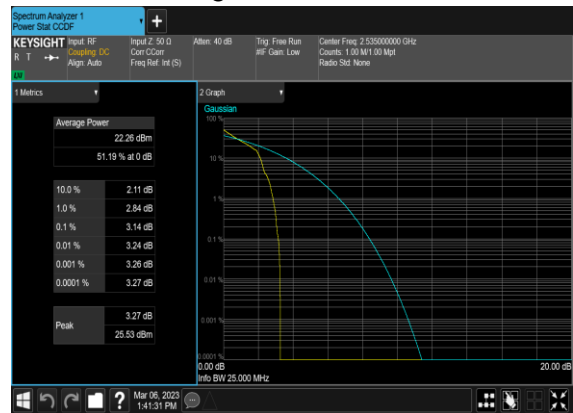 Spectrum Analyzer 1
Power Stat CCDF
KEYSIGHT
R T
LW
Input: RF
Coupling: DC
Align: Auto
Input Z: 50 Ω
Corr CCorr
Freq Ref: Int (S)
Atten: 40 dB
Trig: Free Run
#IF Gain: Low
Center Freq: 2.535000000 GHz
Counts: 1.00 M/1.00 Mpt
Radio Std: None
1 Metrics
Average Power
22.26 dBm
51.19 % at 0 dB
10.0 % 2.11 dB
1.0 % 2.84 dB
0.1 % 3.14 dB
0.01 % 3.24 dB
0.001 % 3.26 dB
0.0001 % 3.27 dB
Peak
3.27 dB
25.53 dBm
2 Graph
Gaussian
100 %
10 %
1 %
0.1 %
0.01 %
0.001 %
0.0001 %
0.00 dB
20.00 dB
Info BW 25.000 MHz
?
Mar 06, 2023
1:41:31 PM